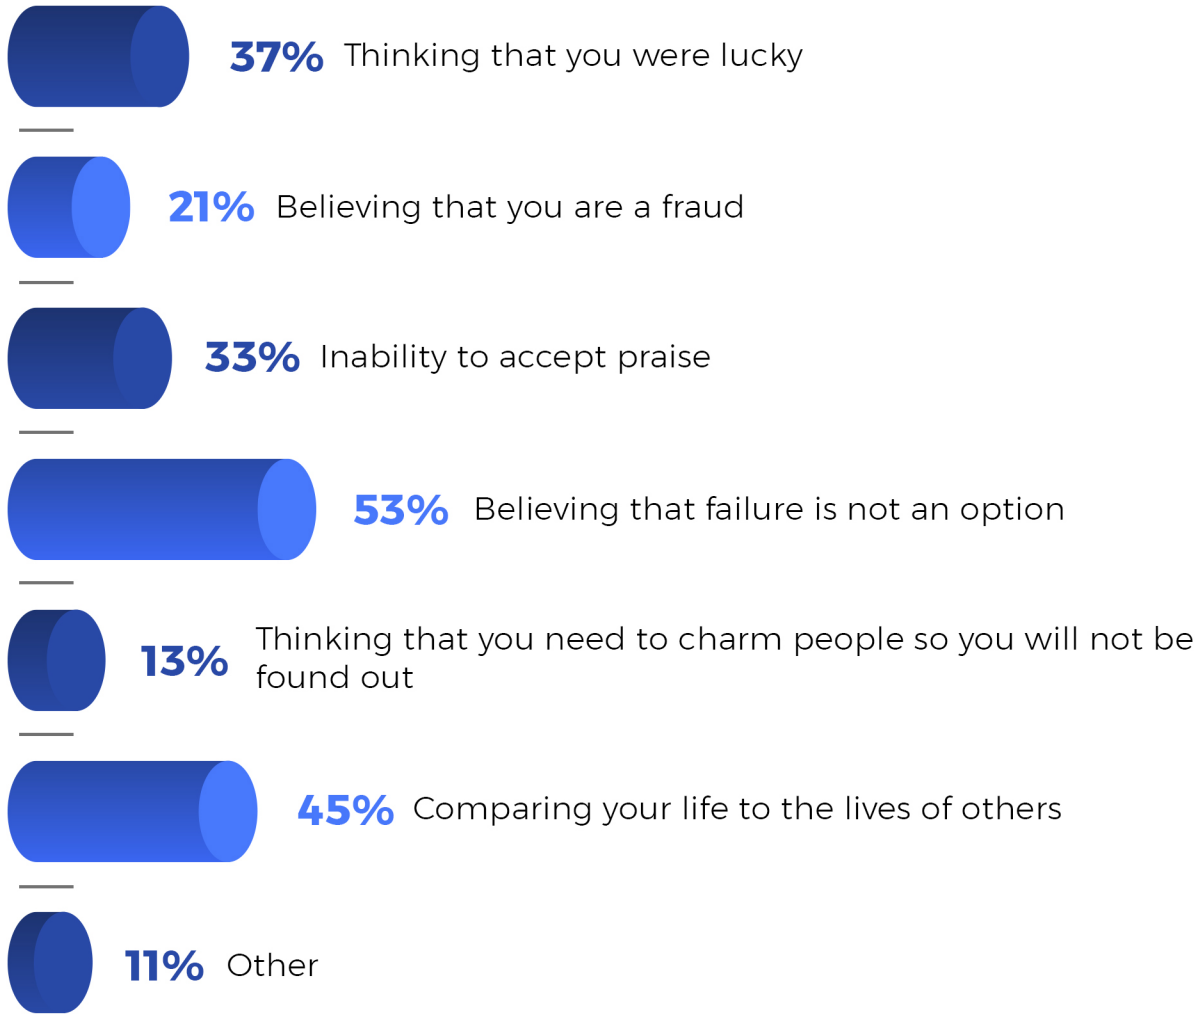 37% Thinking that you were lucky
21% Believing that you are a fraud
33% Inability to accept praise
53% Believing that failure is not an option
13% Thinking that you need to charm people so you will not be
found out
45% Comparing your life to the lives of others
11% Other